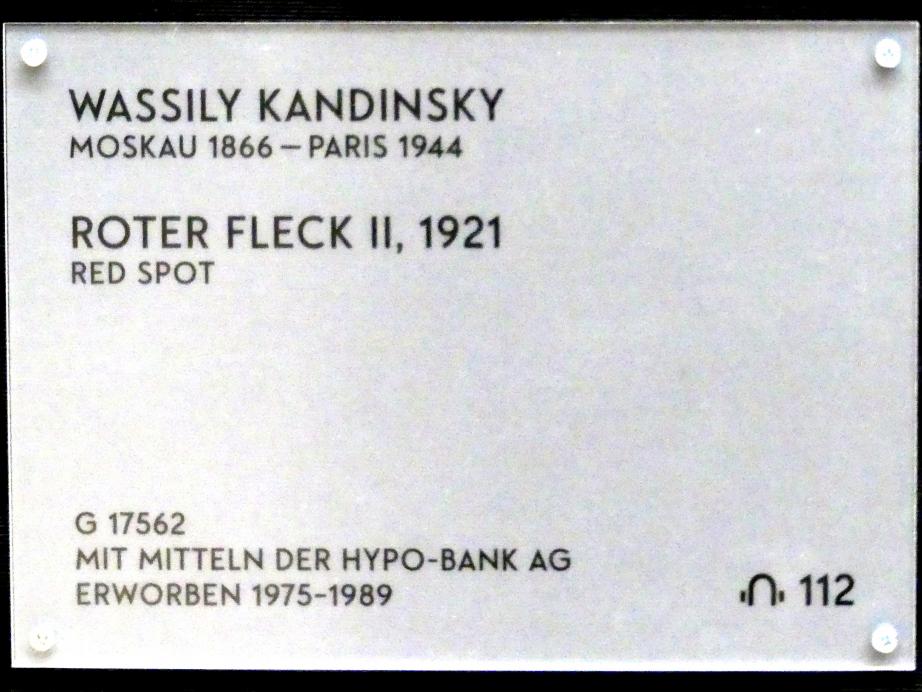 WASSILY KANDINSKY
MOSKAU 1866 – PARIS 1944
ROTER FLECK II, 1921
RED SPOT
G 17562
MIT MITTELN DER HYPO-BANK AG
ERWORBEN 1975-1989
112